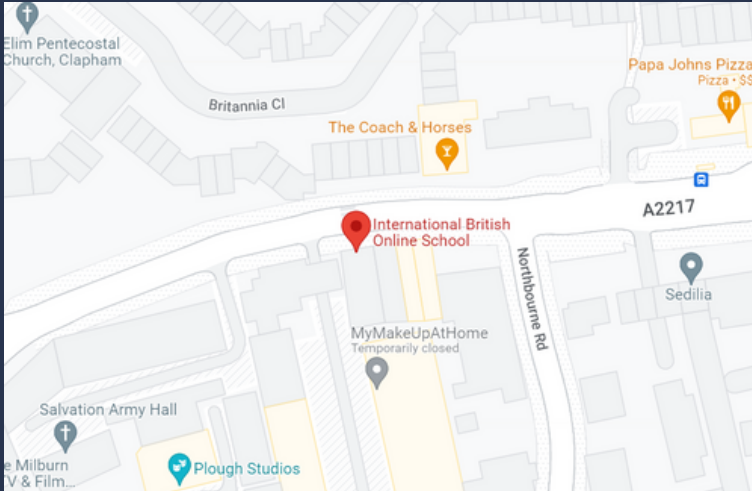 Elim Pentecostal
Church, Clapham
Britannia Cl
Papa Johns Pizza
Pizza • $$
The Coach & Horses
A2217
International British
Online School
Northbourne Rd
Sedilia
MyMakeUpAtHome
Temporarily closed
Salvation Army Hall
e Milburn
TV & Film...
Plough Studios